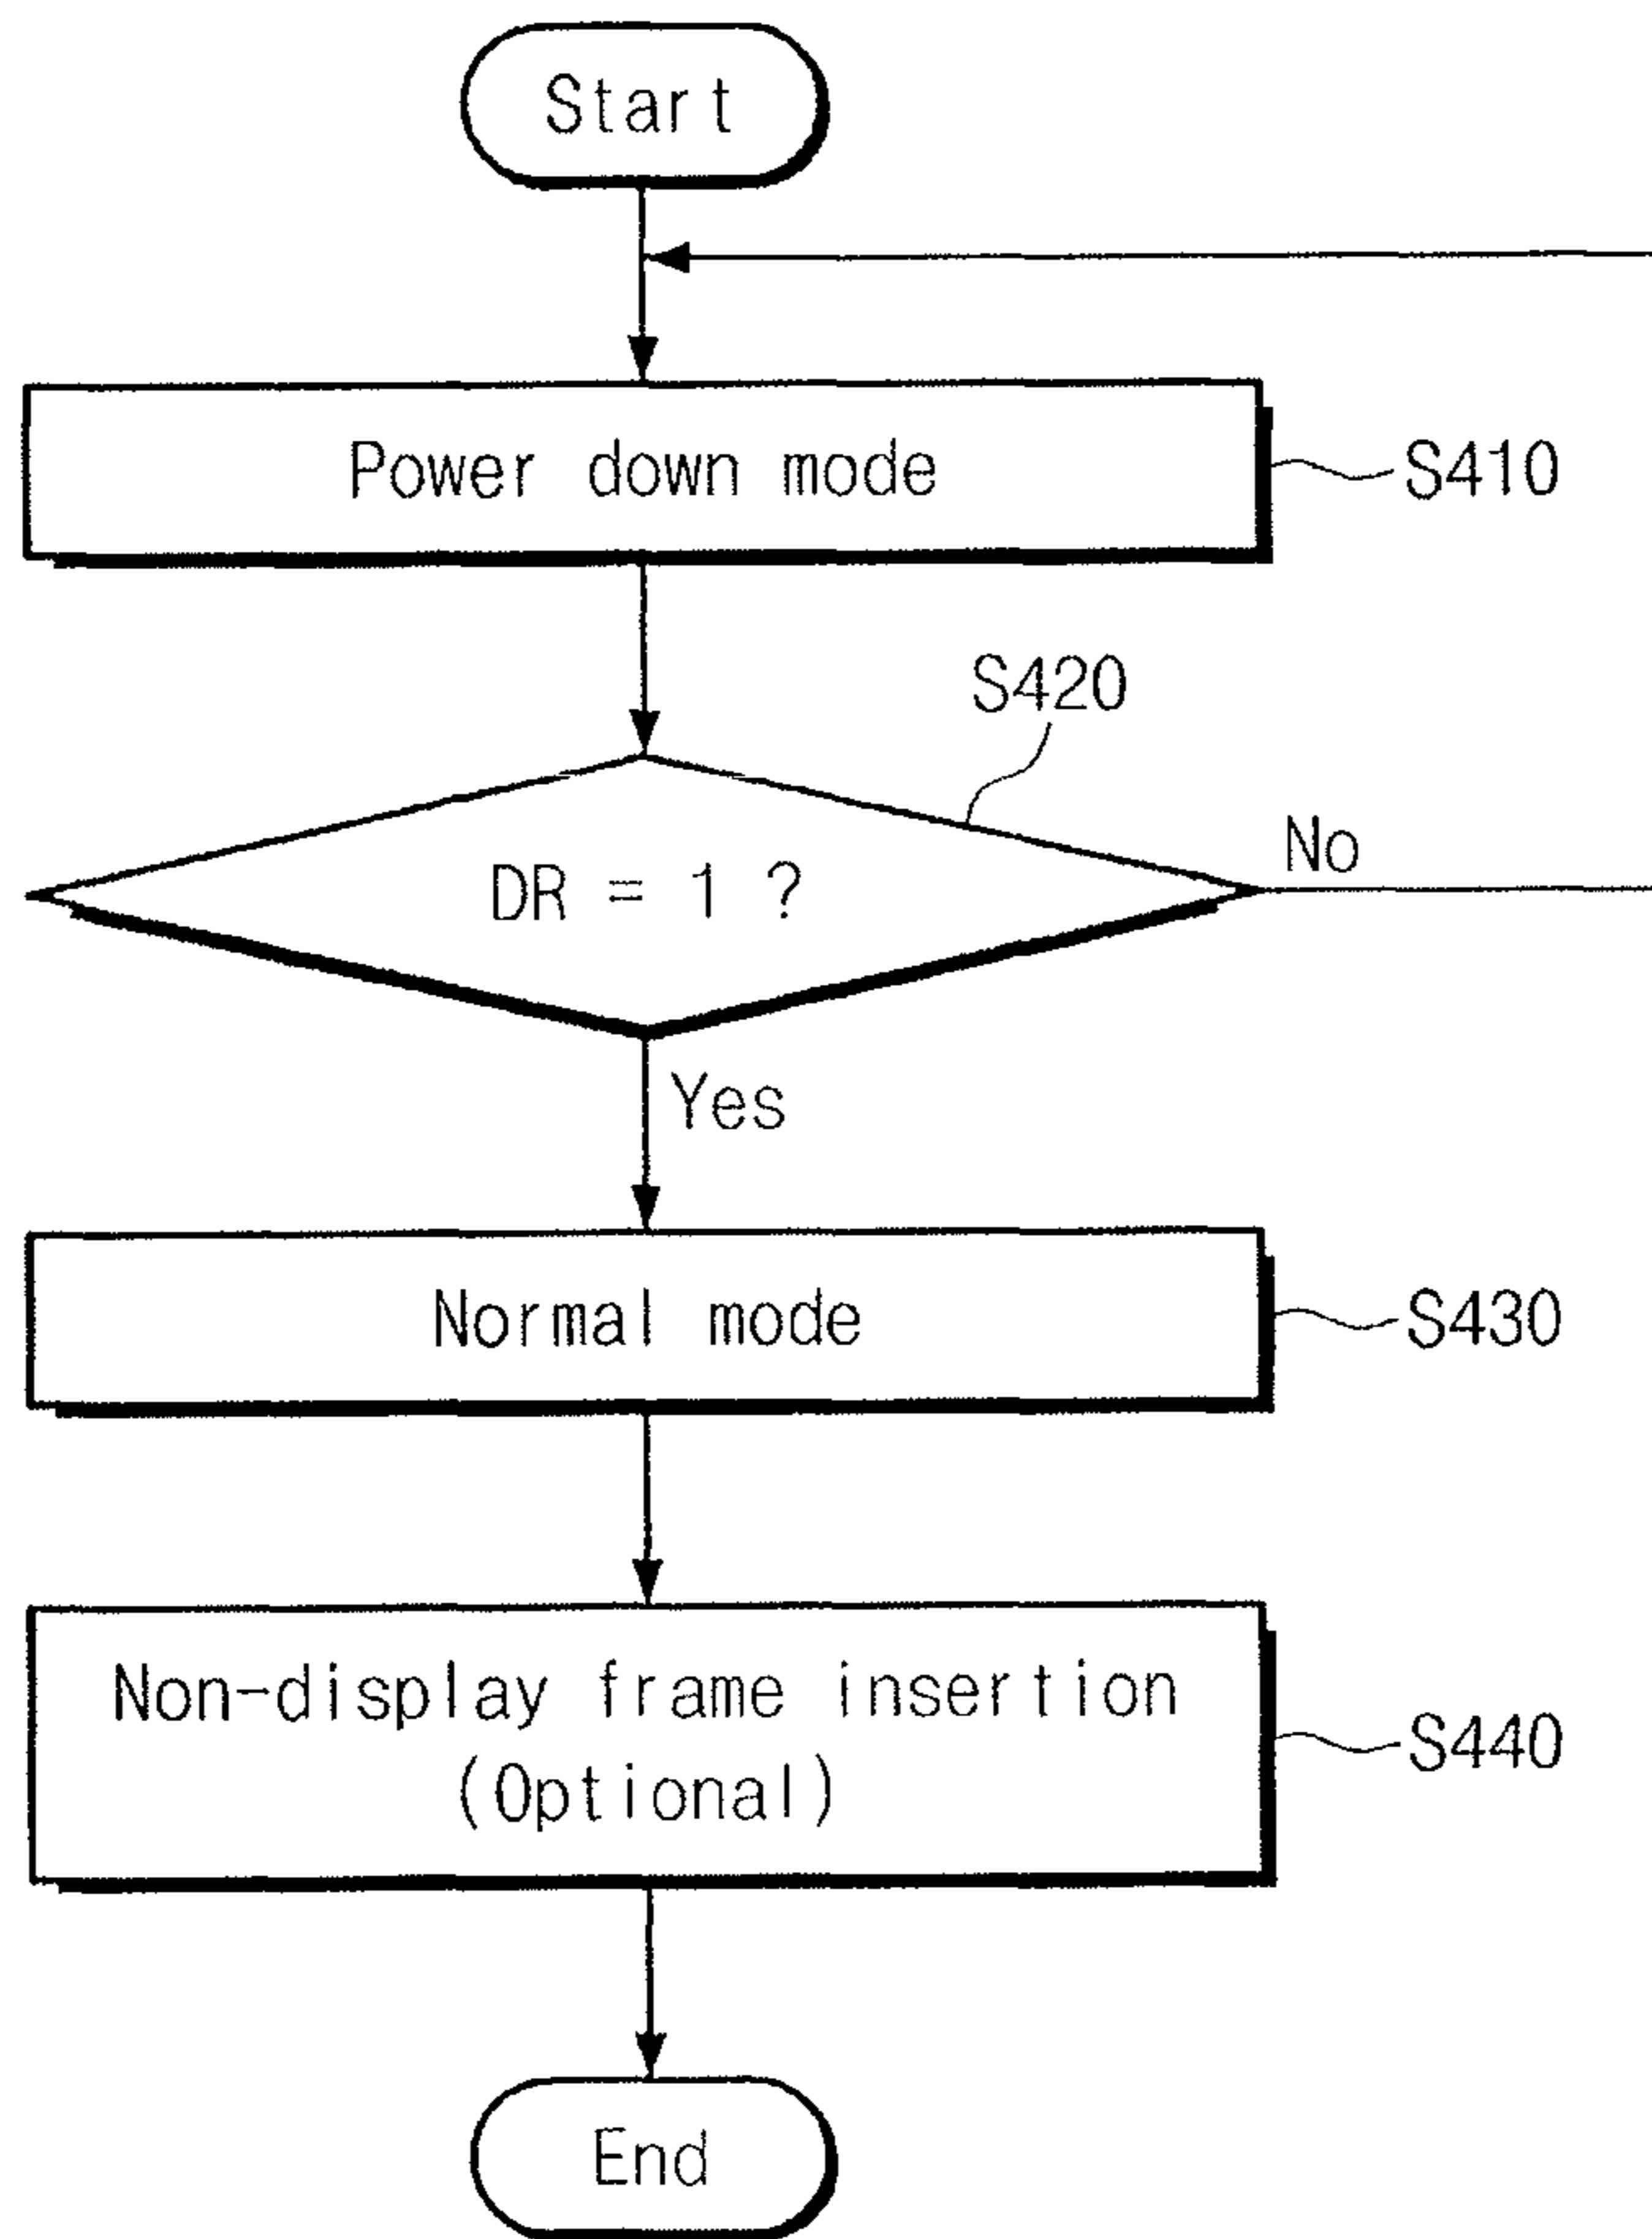 Start
Power down mode
S410
S420
DR = 1 ?
No
Yes
Normal mode
S430
Non-display frame insertion
(Optional)
S440
End